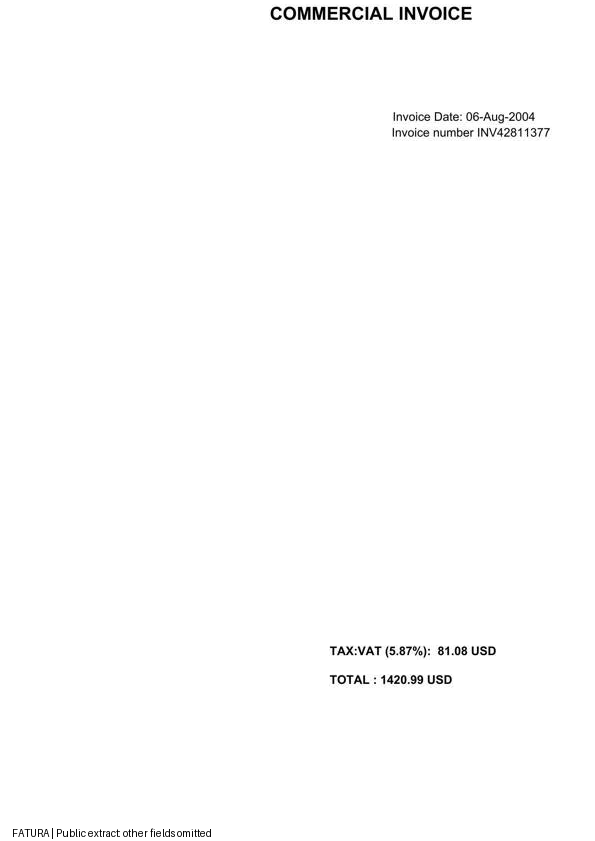 COMMERCIAL INVOICE
Invoice Date: 06-Aug-2004
Invoice number INV42811377
TAX:VAT (5.87%): 81.08 USD
TOTAL : 1420.99 USD
FATURA | Public extract: other fields omitted